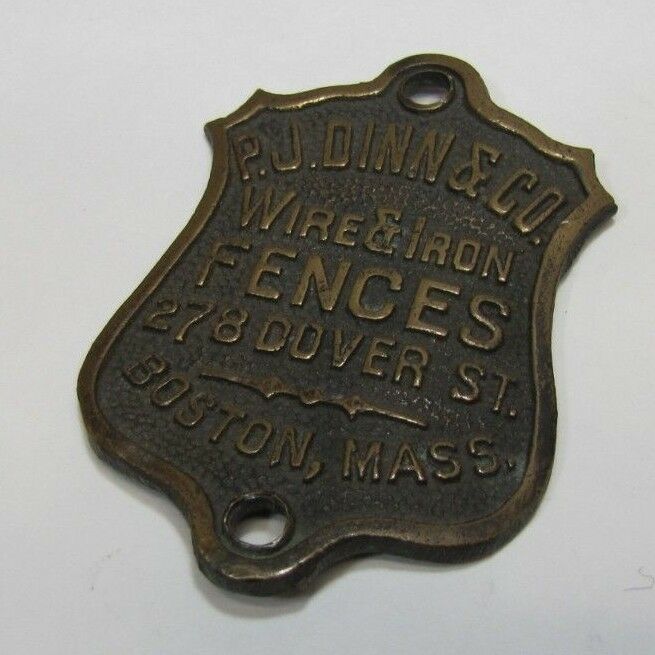 P.J. DINN & CO.
WIRE & IRON
FENCES
278 DOVER ST.
BOSTON, MASS.